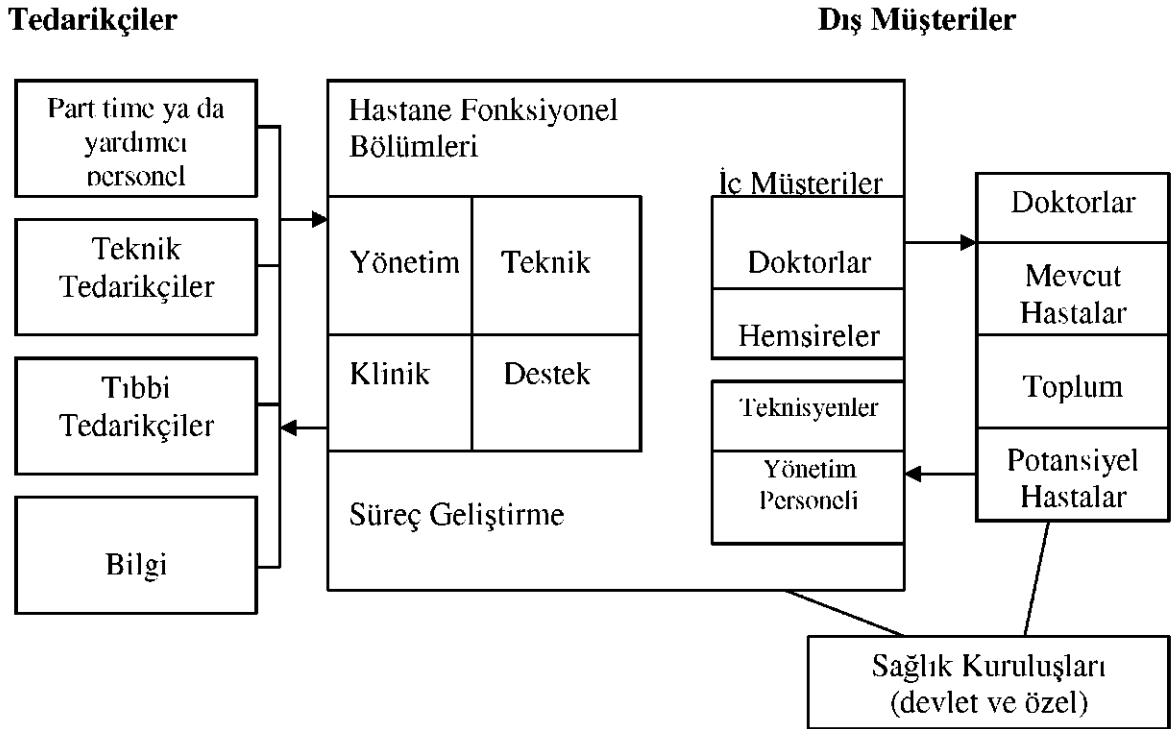 Tedarikçiler
Dış Müşteriler
Part time ya da
yardımcı
personel
Teknik
Tedarikçiler
Tıbbi
Tedarikçiler
Bilgi
Hastane Fonksiyonel
Bölümleri
Yönetim
Teknik
Klinik
Destek
Süreç Geliştirme
İc Müsteriler
Doktorlar
Hemsireler
Teknisyenler
Yönetim
Personeli
Doktorlar
Mevcut
Hastalar
Toplum
Potansiyel
Hastalar
Sağlık Kuruluşları
(devlet ve özel)